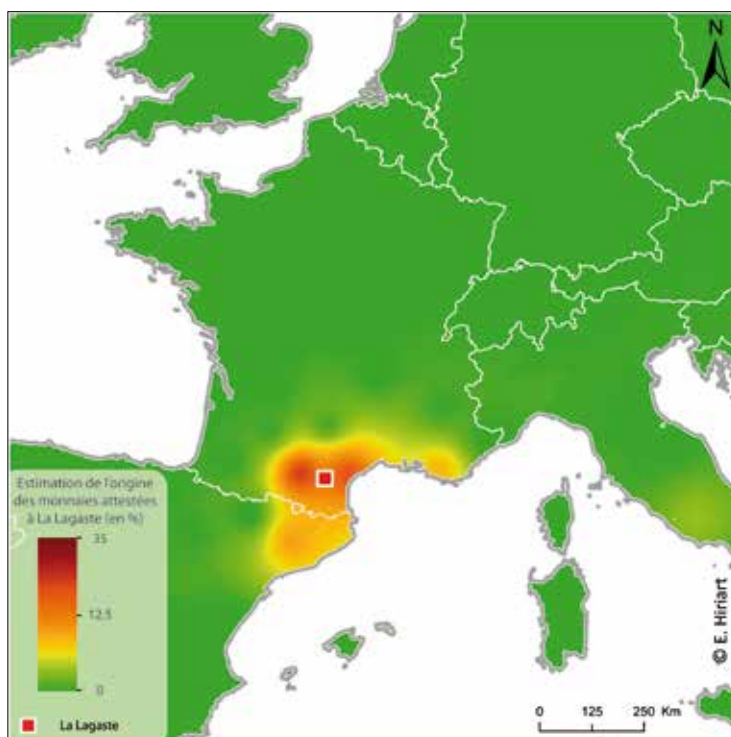 N
Estimation de l'origine
des monnaies attestées
à La Lagaste (en %)
35
12.5
0
La Lagaste
0 125 250 Km
© E. Hiriart